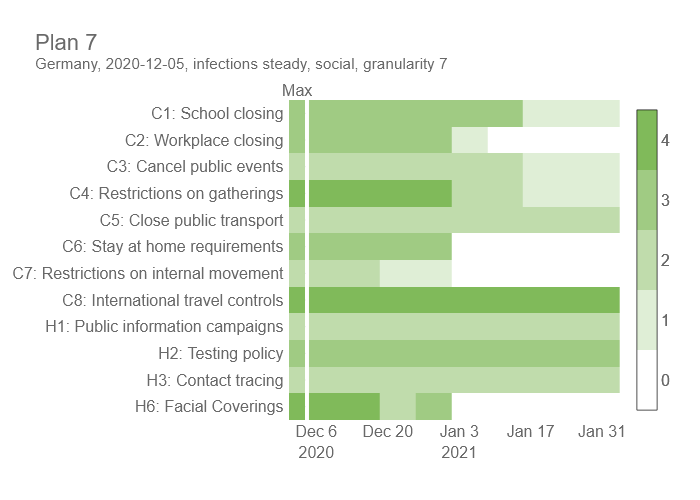 Plan 7
Germany, 2020-12-05, infections steady, social, granularity 7
Max
C1: School closing
C2: Workplace closing
C3: Cancel public events
C4: Restrictions on gatherings
C5: Close public transport
C6: Stay at home requirements
C7: Restrictions on internal movement
C8: International travel controls
H1: Public information campaigns
H2: Testing policy
H3: Contact tracing
H6: Facial Coverings
Dec 6 Dec 20 Jan 3 Jan 17 Jan 31
2020 2021
4
3
2
1
0